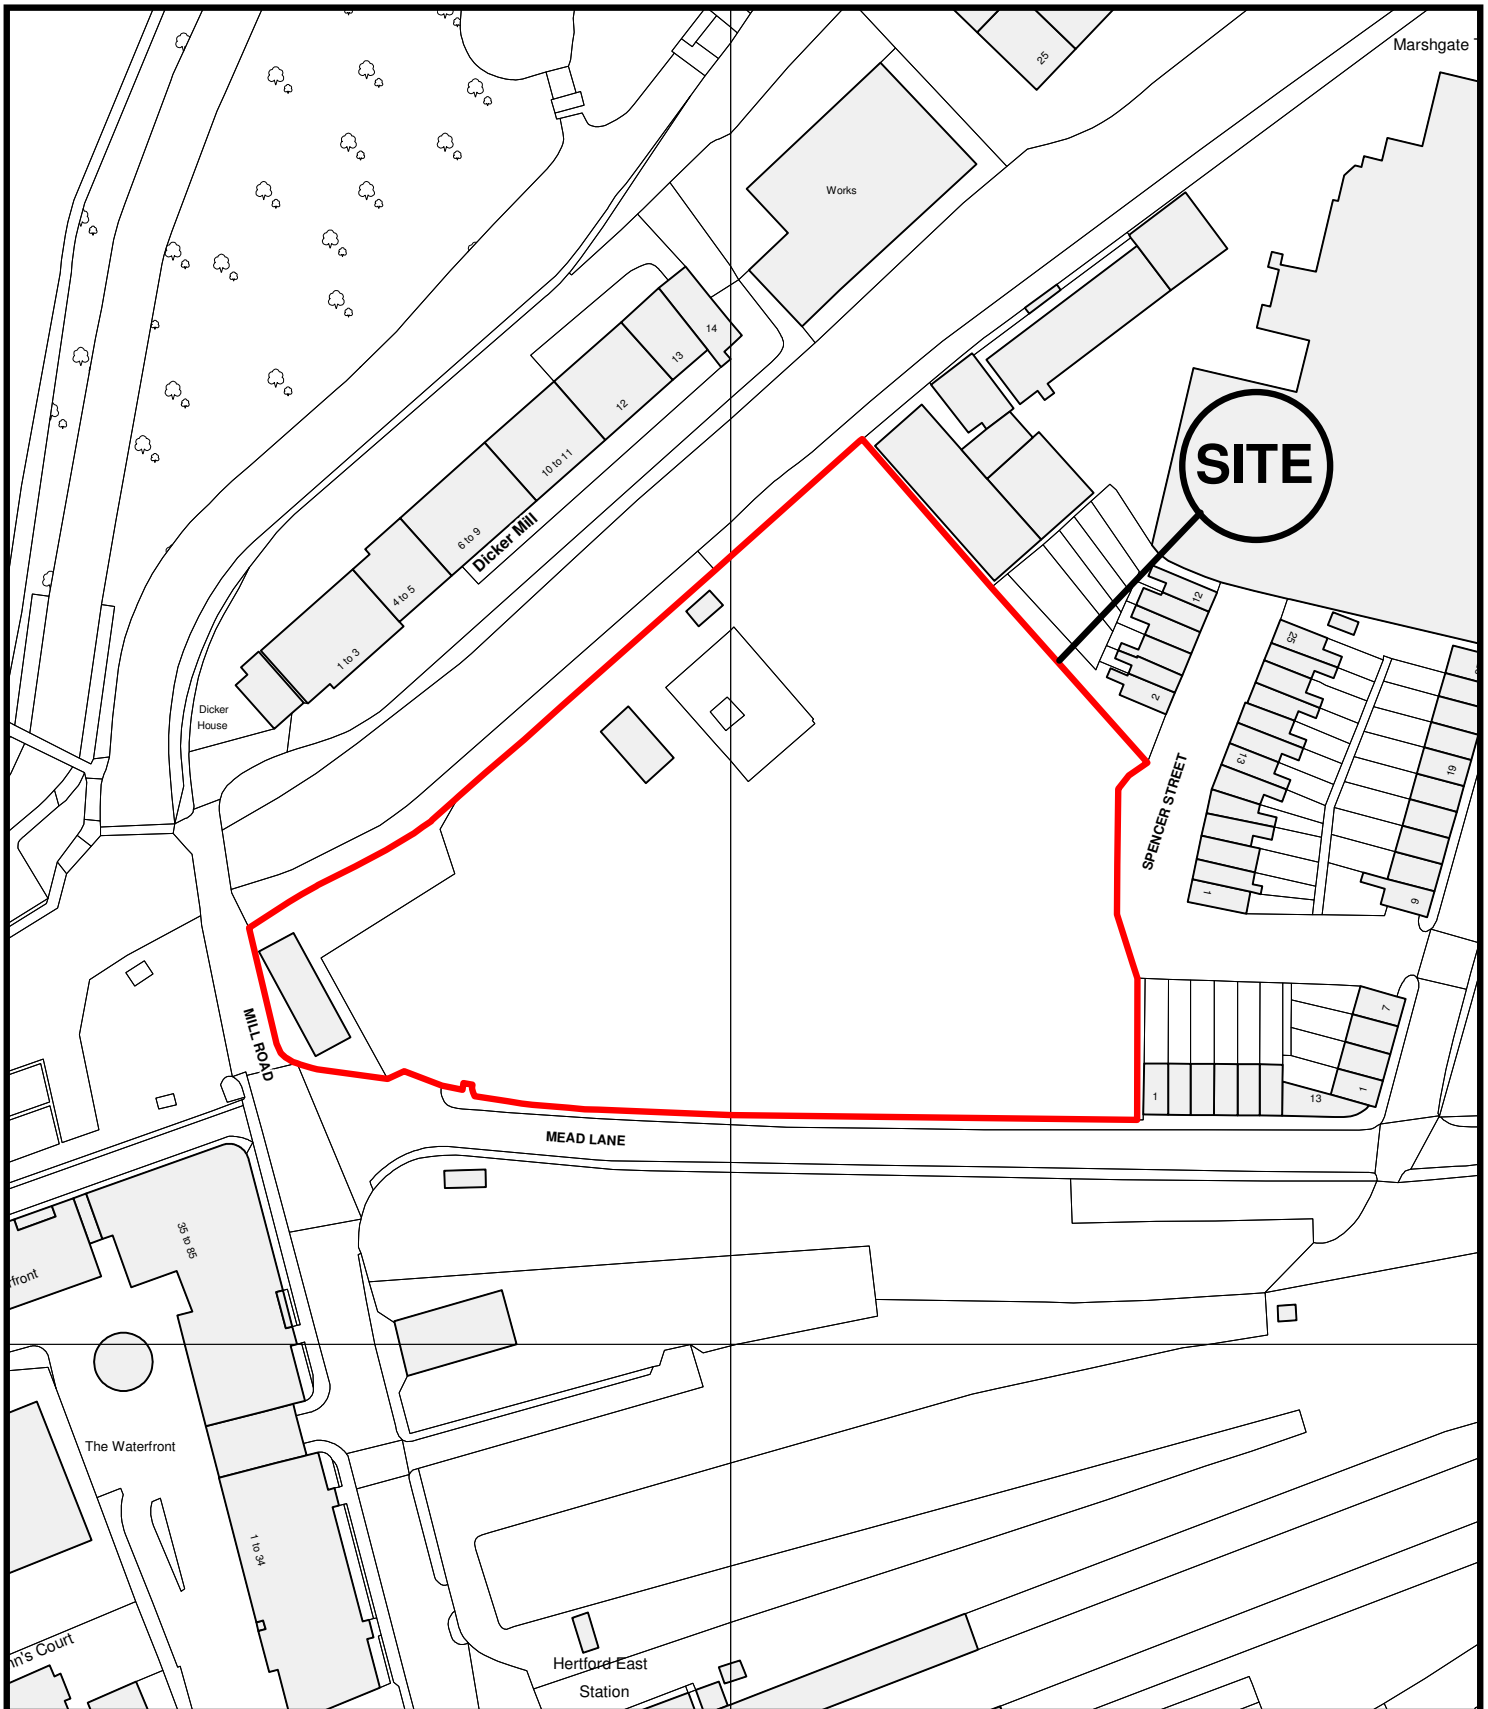 Marshgate
25
Works
14
13
12
10 to 11
6 to 9
Dicker Mill
4 to 5
1 to 3
Dicker
House
SITE
12
2
25
13
1
19
9
SPENCER STREET
MILL ROAD
7
1
13
1
MEAD LANE
35 to 85
The Waterfront
1 to 34
Hertford East
Station
Court